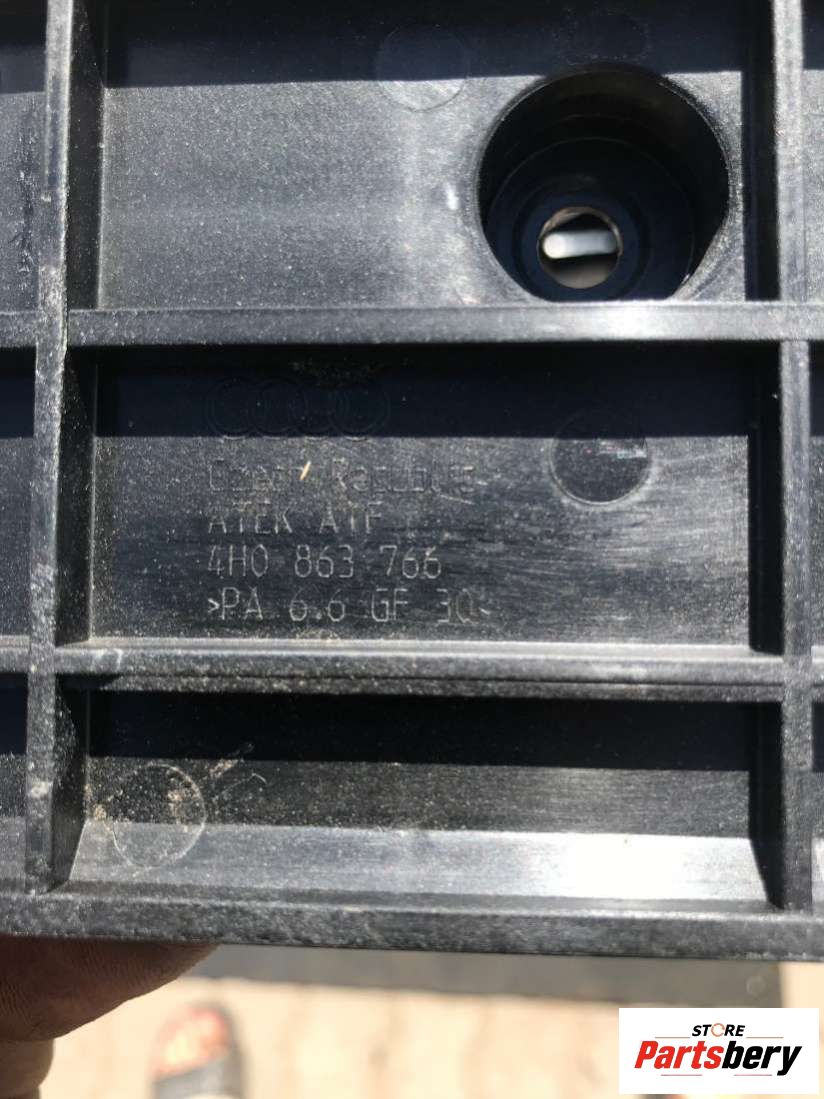 Czech Republic
ATEK ATF
4H0 863 766
>PA 6.6 GF 30<
STORE
Partsbery